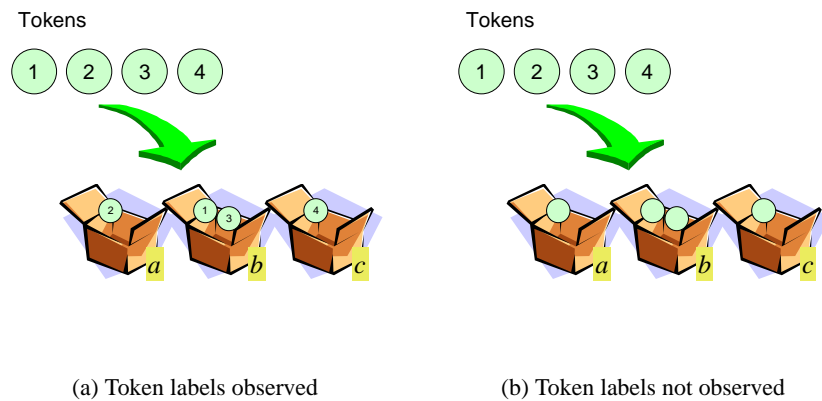 Tokens
1 2 3 4
2 1 3 4
a b c
(a) Token labels observed
Tokens
1 2 3 4
a b c
(b) Token labels not observed